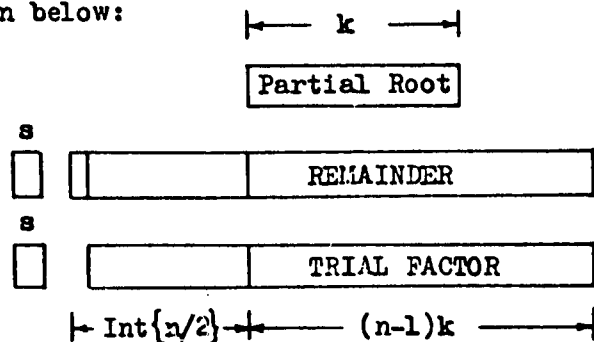 n below:
k
Partial Root
s
REMAINDER
s
TRIAL FACTOR
Int{n/2} (n-1)k